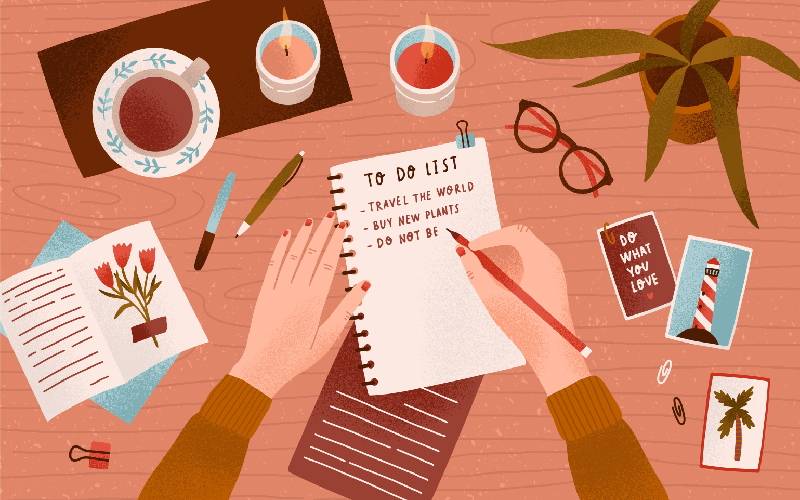 TO DO LIST
- TRAVEL THE WORLD
- BUY NEW PLANTS
- DO NOT BE
DO
WHAT
YOU
LOVE